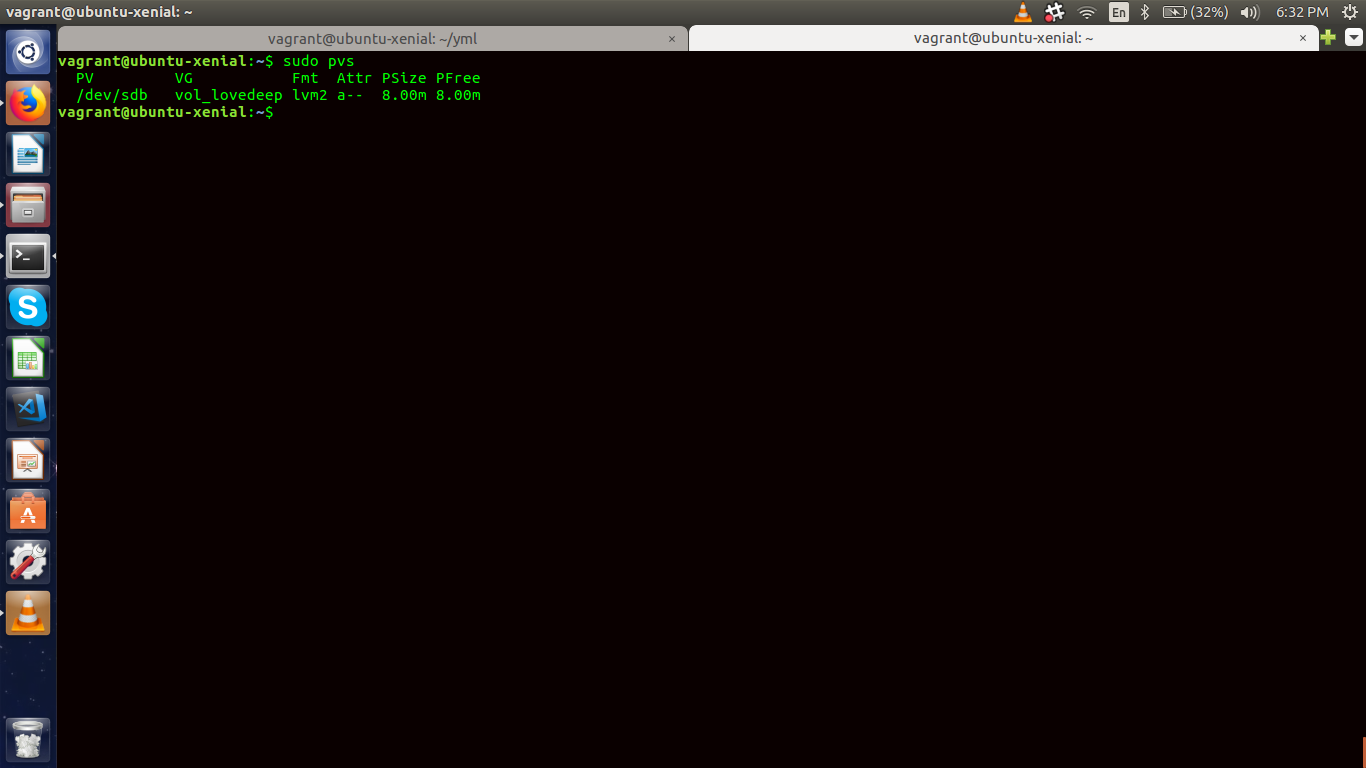 vagrant@ubuntu-xenial: ~
En
(32%)
6:32 PM
vagrant@ubuntu-xenial: ~/yml ×
vagrant@ubuntu-xenial: ~ ×
vagrant@ubuntu-xenial:~$ sudo pvs
  PV         VG           Fmt  Attr PSize PFree
  /dev/sdb   vol_lovedeep lvm2 a--  8.00m 8.00m
vagrant@ubuntu-xenial:~$
>_
S
A